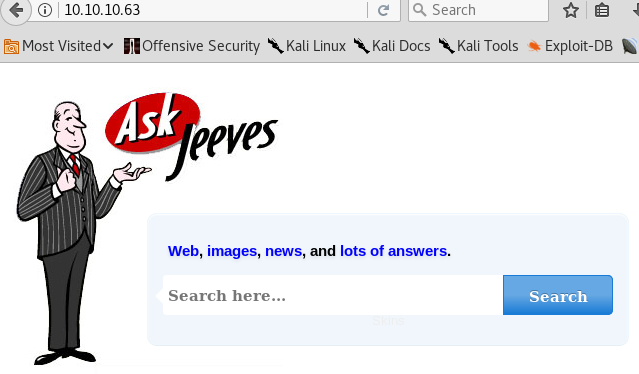 10.10.10.63
Search
Most Visited
Offensive Security
Kali Linux
Kali Docs
Kali Tools
Exploit-DB
Ask Jeeves
Web, images, news, and lots of answers.
Search here...
Search